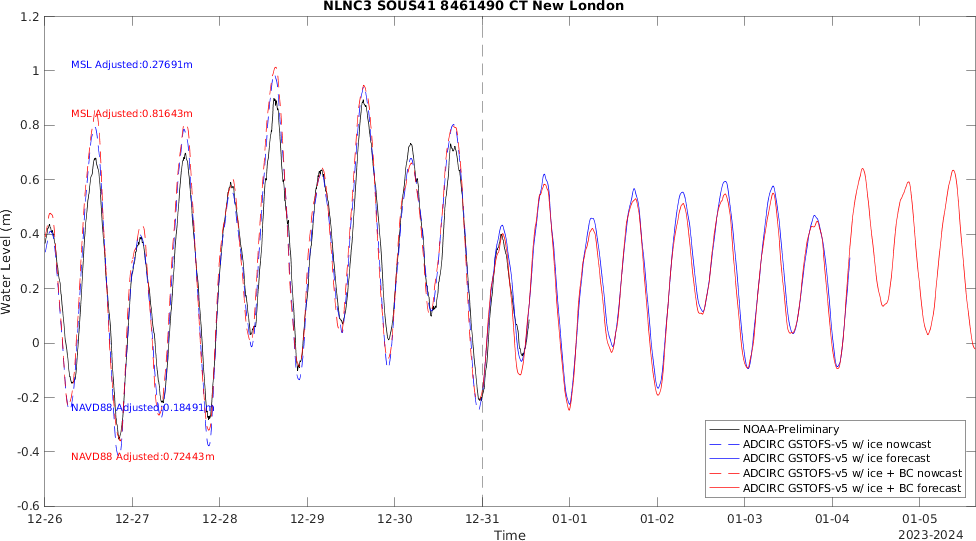 NLNC3 SOUS41 8461490 CT New London
1.2
1
0.8
0.6
0.4
0.2
0
-0.2
-0.4
-0.6
Water Level (m)
MSL Adjusted:0.27691m
MSL Adjusted:0.81643m
NAVD88 Adjusted:0.18491m
NAVD88 Adjusted:0.72443m
NOAA-Preliminary
ADCIRC GSTOFS-v5 w/ ice nowcast
ADCIRC GSTOFS-v5 w/ ice forecast
ADCIRC GSTOFS-v5 w/ ice + BC nowcast
ADCIRC GSTOFS-v5 w/ ice + BC forecast
12-26 12-27 12-28 12-29 12-30 12-31 01-01 01-02 01-03 01-04 01-05
Time
2023-2024